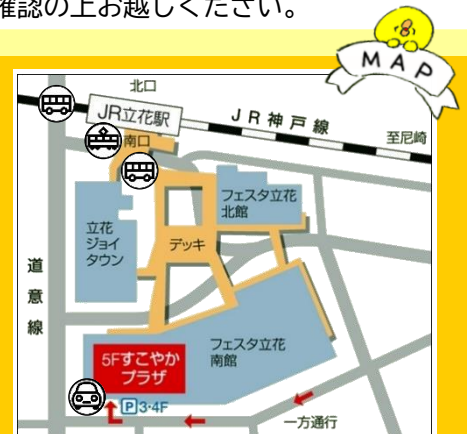 確認の上お越しください。
MAP
北口
JR立花駅
JR神戸線
至尼崎
南口
フェスタ立花
北館
立花
ジョイ
タウン
デッキ
道意線
フェスタ立花
南館
5Fすこやか
プラザ
P3・4F
一方通行